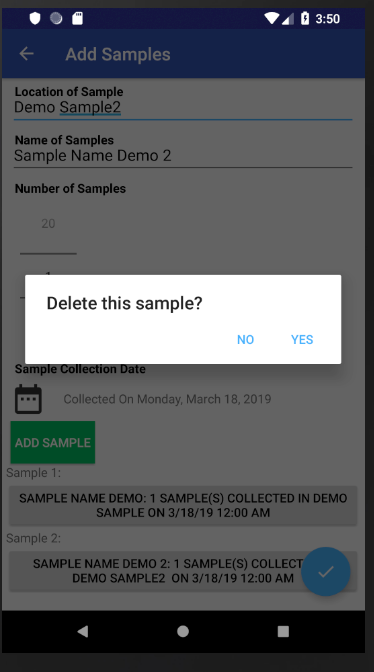 3:50
Add Samples
Location of Sample
Demo Sample2
Name of Samples
Sample Name Demo 2
Number of Samples
20
1
Delete this sample?
NO YES
Sample Collection Date
Collected On Monday, March 18, 2019
ADD SAMPLE
Sample 1:
SAMPLE NAME DEMO: 1 SAMPLE(S) COLLECTED IN DEMO
SAMPLE ON 3/18/19 12:00 AM
Sample 2:
SAMPLE NAME DEMO 2: 1 SAMPLE(S) COLLECT
DEMO SAMPLE2 ON 3/18/19 12:00 AM